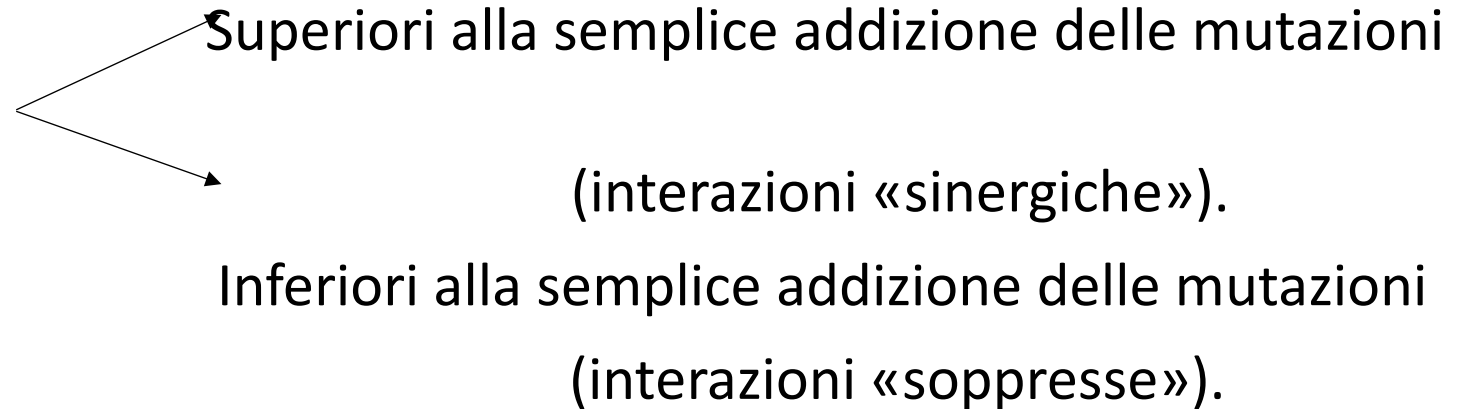 Superiori alla semplice addizione delle mutazioni
(interazioni «sinergiche»).
Inferiori alla semplice addizione delle mutazioni
(interazioni «soppresse»).